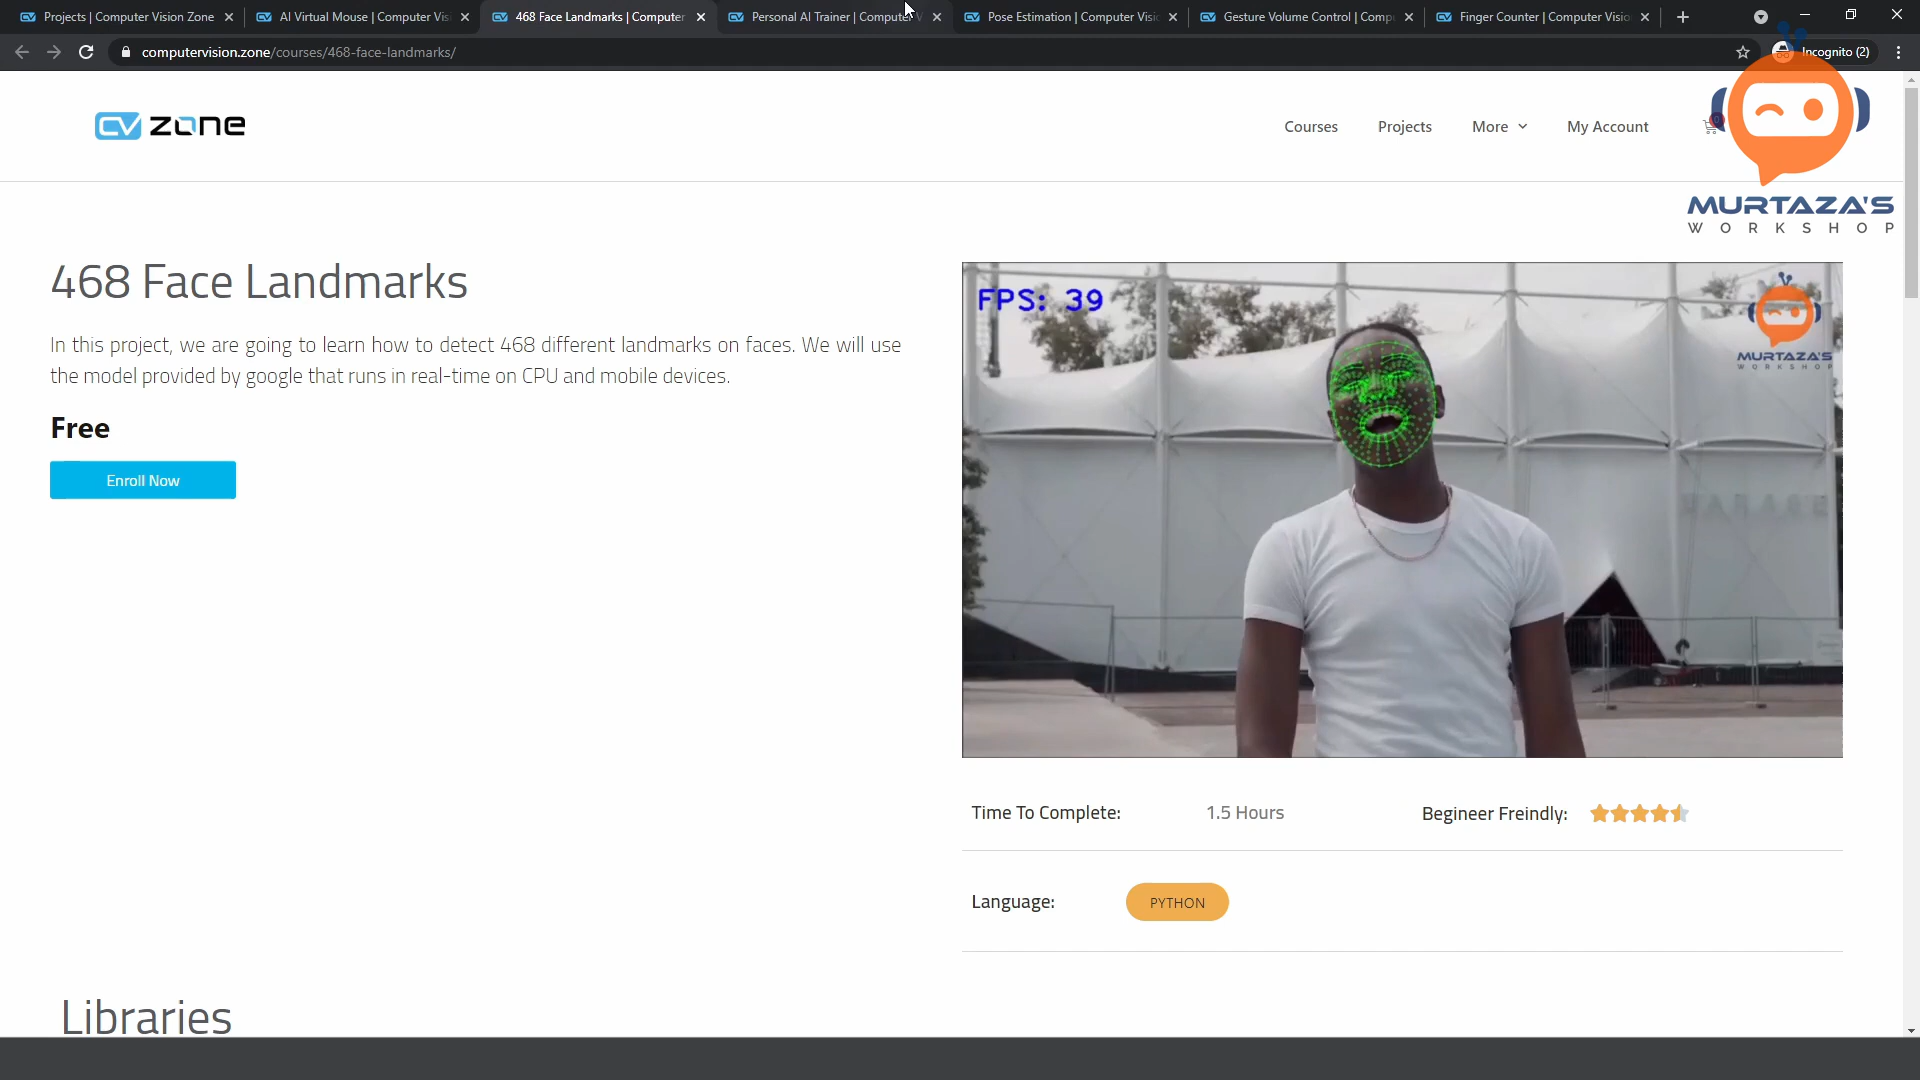 Projects | Computer Vision Zone
AI Virtual Mouse | Computer Vis
468 Face Landmarks | Computer
Personal AI Trainer | Computer V
Pose Estimation | Computer Visio
Gesture Volume Control | Compu
Finger Counter | Computer Visio
computervision.zone/courses/468-face-landmarks/
Incognito (2)
CV zone
Courses
Projects
More
My Account
MURTAZA'S
WORKSHOP
468 Face Landmarks
In this project, we are going to learn how to detect 468 different landmarks on faces. We will use
the model provided by google that runs in real-time on CPU and mobile devices.
Free
Enroll Now
FPS: 39
MURTAZA'S
WORKSHOP
Time To Complete:
1.5 Hours
Begineer Freindly:
Language:
PYTHON
Libraries